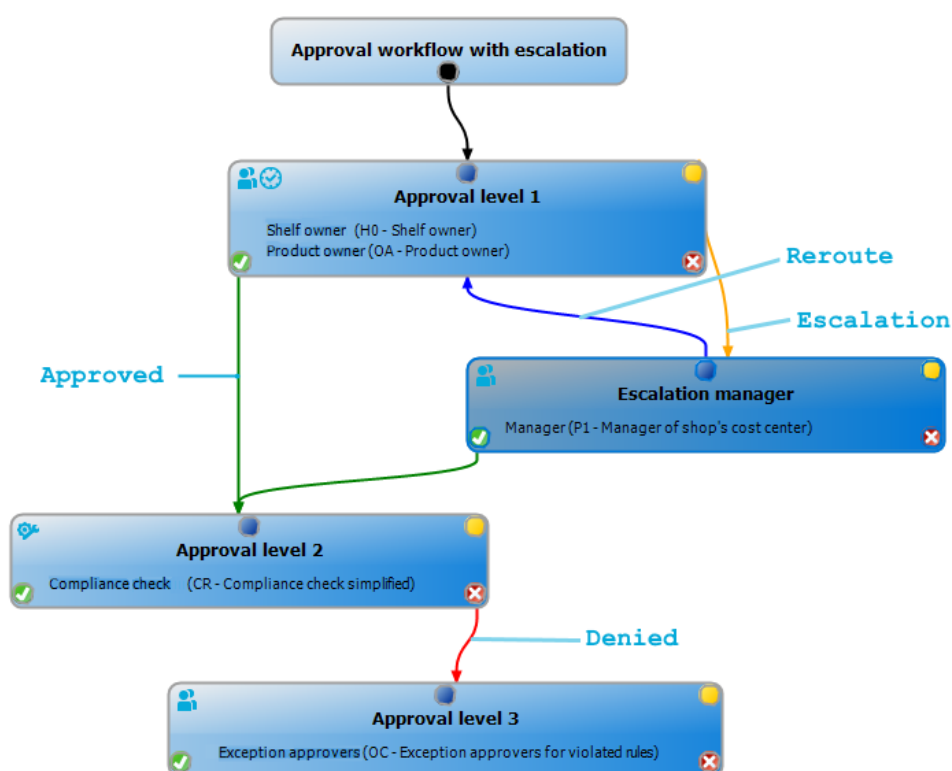 Approval workflow with escalation
Approval level 1
Shelf owner (H0 - Shelf owner)
Product owner (OA - Product owner)
Reroute
Escalation
Approved
Escalation manager
Manager (P1 - Manager of shop's cost center)
Approval level 2
Compliance check (CR - Compliance check simplified)
Denied
Approval level 3
Exception approvers (OC - Exception approvers for violated rules)